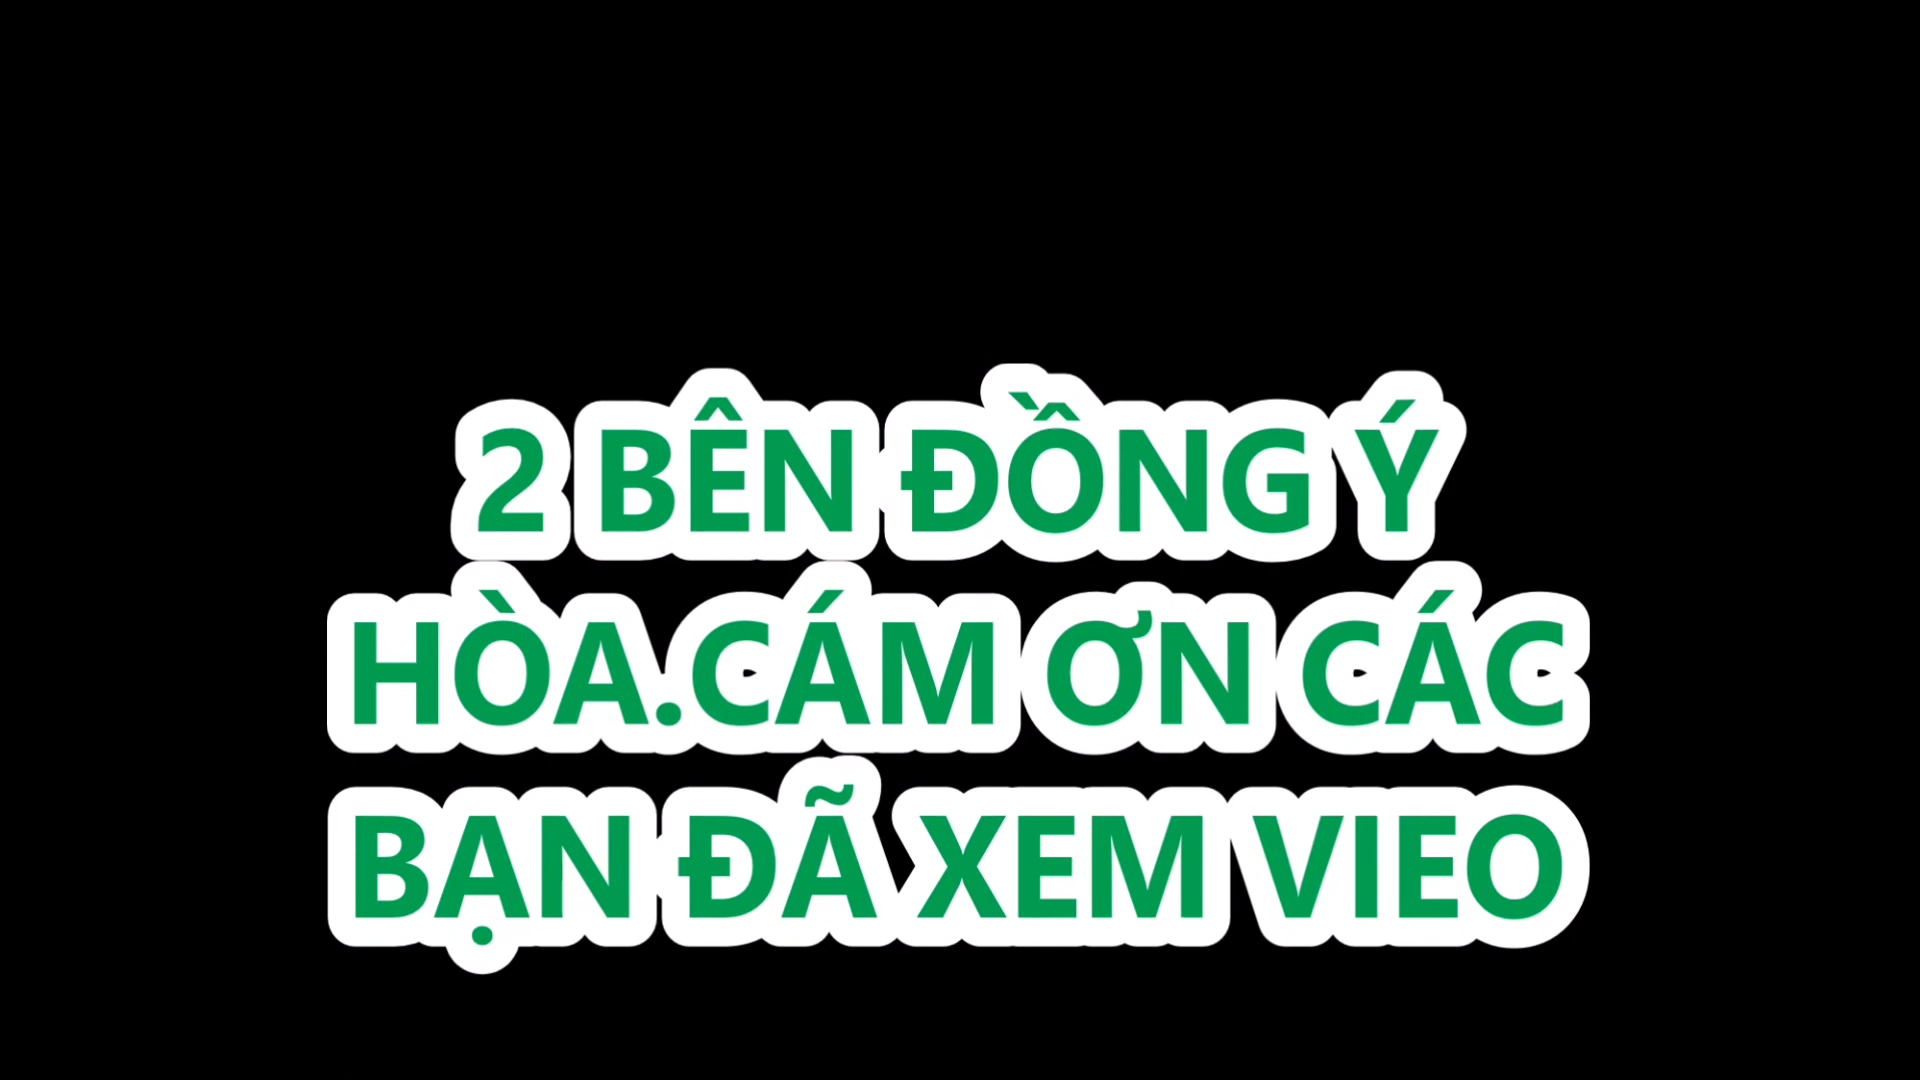 2 BÊN ĐỒNG Ý
HÒA.CÁM ƠN CÁC
BẠN ĐÃ XEM VIEO